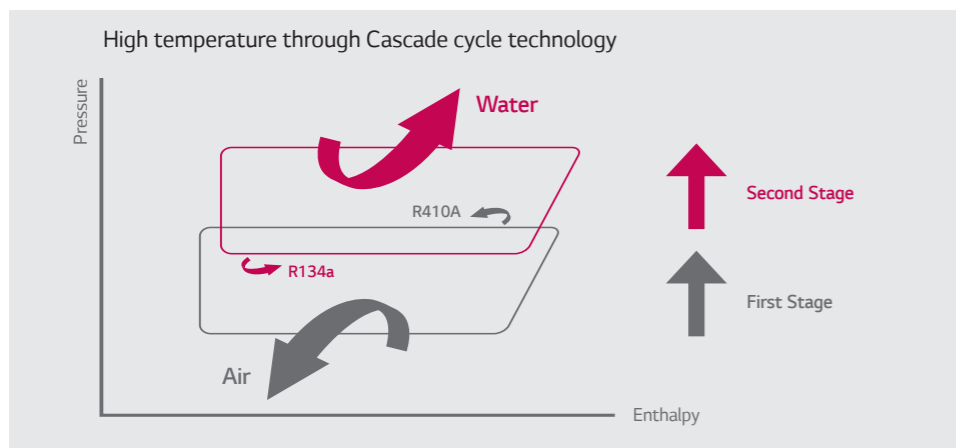 High temperature through Cascade cycle technology
Pressure
Water
R410A
Second Stage
R134a
First Stage
Air
Enthalpy